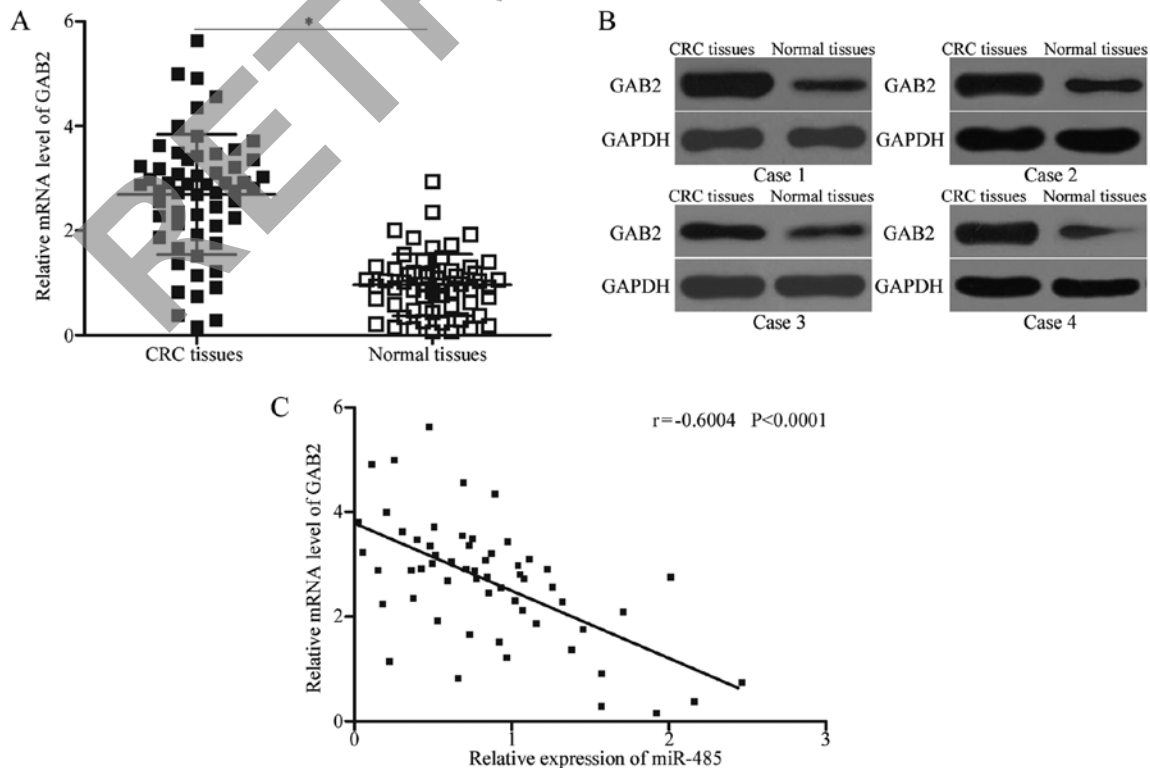 A
6
4
2
0
Relative mRNA level of GAB2
*
CRC tissues
Normal tissues
RETR
B
CRC tissues Normal tissues
GAB2
GAPDH
Case 1
CRC tissues Normal tissues
GAB2
GAPDH
Case 2
CRC tissues Normal tissues
GAB2
GAPDH
Case 3
CRC tissues Normal tissues
GAB2
GAPDH
Case 4
C
r=-0.6004 P<0.0001
6
4
2
0
Relative mRNA level of GAB2
0 1 2 3
Relative expression of miR-485